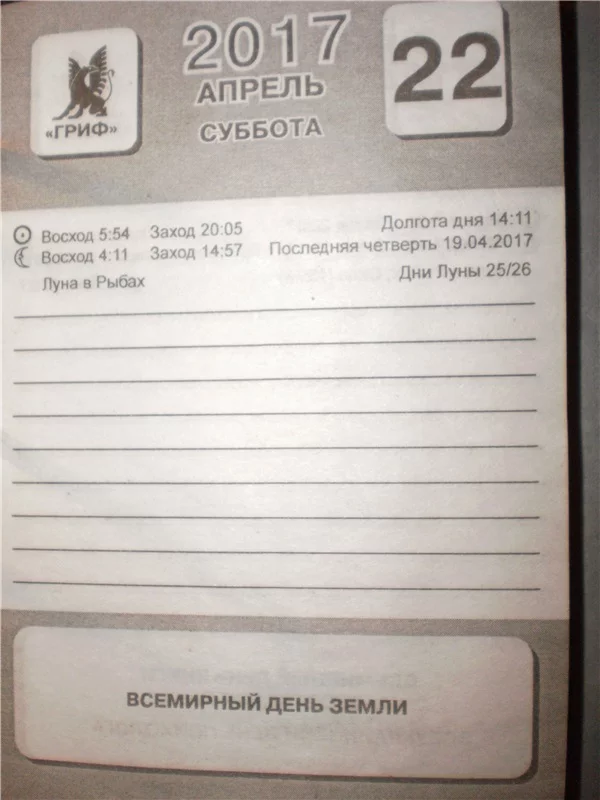 «ГРИФ»
2017
АПРЕЛЬ
СУББОТА
22
Восход 5:54 Заход 20:05 Долгота дня 14:11
Восход 4:11 Заход 14:57 Последняя четверть 19.04.2017
Луна в Рыбах Дни Луны 25/26
ВСЕМИРНЫЙ ДЕНЬ ЗЕМЛИ